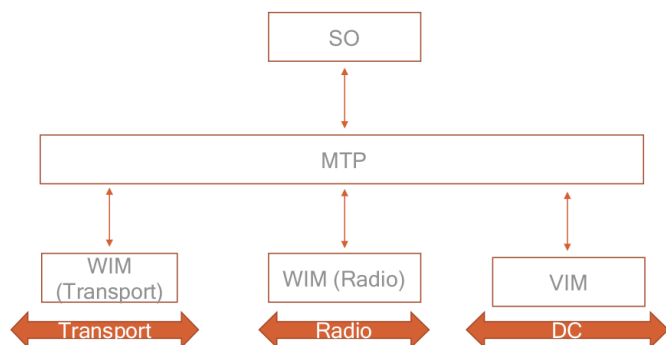 SO
MTP
WIM
(Transport)
WIM (Radio)
VIM
Transport
Radio
DC